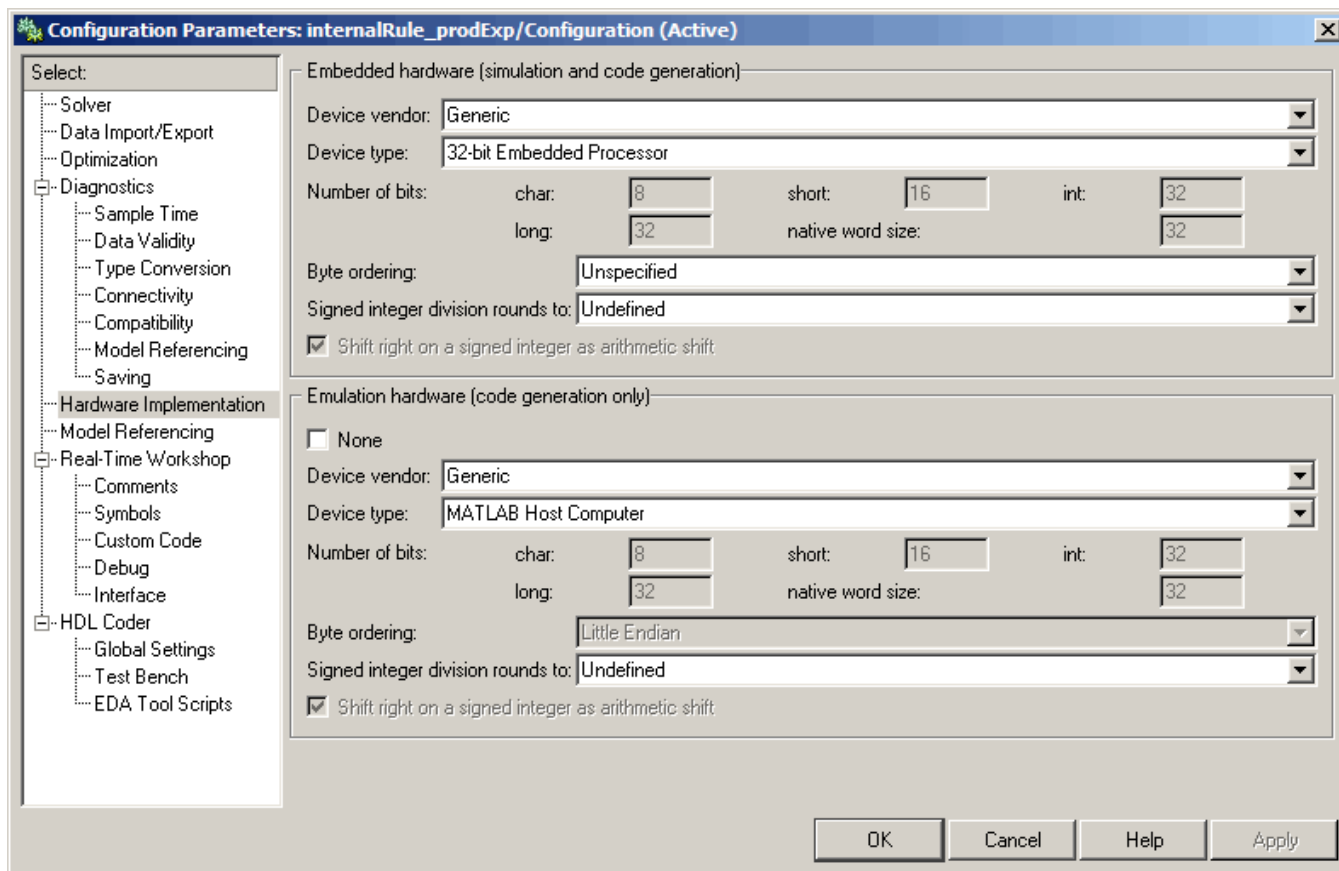 Configuration Parameters: internalRule_prodExp/Configuration (Active)
Select:
Solver
Data Import/Export
Optimization
Diagnostics
Sample Time
Data Validity
Type Conversion
Connectivity
Compatibility
Model Referencing
Saving
Hardware Implementation
Model Referencing
Real-Time Workshop
Comments
Symbols
Custom Code
Debug
Interface
HDL Coder
Global Settings
Test Bench
EDA Tool Scripts
Embedded hardware (simulation and code generation)
Device vendor: Generic
Device type: 32-bit Embedded Processor
Number of bits: char: 8 short: 16 int: 32
long: 32 native word size: 32
Byte ordering: Unspecified
Signed integer division rounds to: Undefined
Shift right on a signed integer as arithmetic shift
Emulation hardware (code generation only)
None
Device vendor: Generic
Device type: MATLAB Host Computer
Number of bits: char: 8 short: 16 int: 32
long: 32 native word size: 32
Byte ordering: Little Endian
Signed integer division rounds to: Undefined
Shift right on a signed integer as arithmetic shift
OK Cancel Help Apply